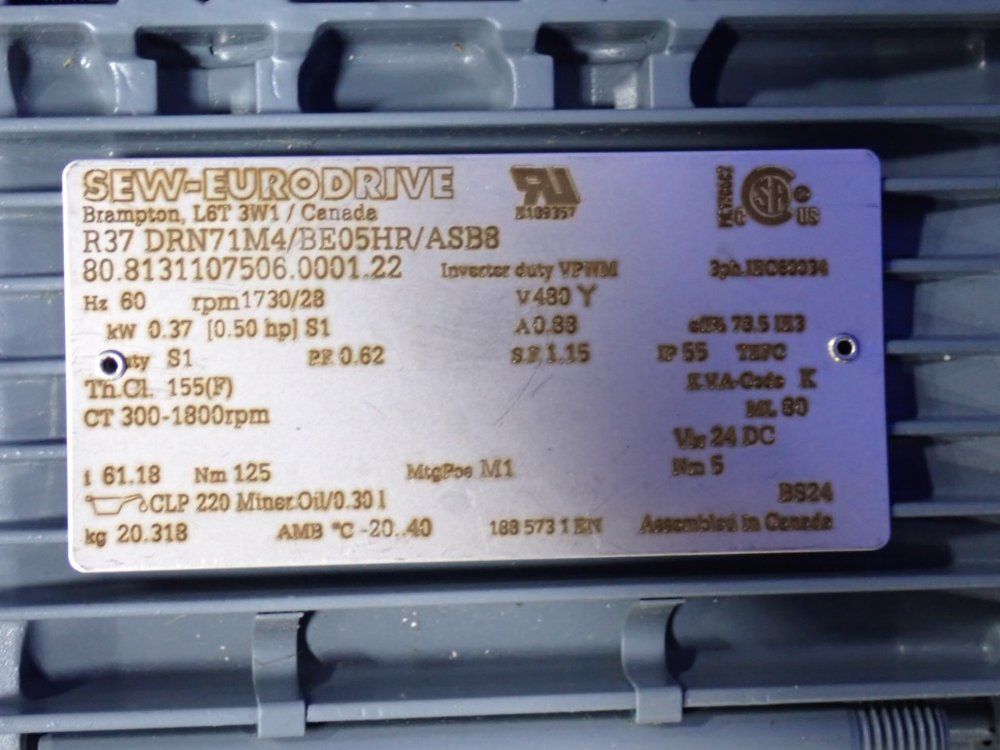 SEW-EURODRIVE
Brampton, L6T 3W1 / Canada
R37 DRN71M4/BE05HR/ASB8
80.8131107506.0001.22 Inverter duty VPWM 3ph.IEC60034
Hz 60 rpm 1730/28 V 480 Y
kW 0.37 [0.50 hp] S1 A 0.88 eff% 78.5 IE3
S1 P.F. 0.62 S.F. 1.15 IP 55 TEFC
Th.Cl. 155(F) K.V.A-Code K
CT 300-1800rpm ML 80
24 DC
i 61.18 Nm 125 MtgPos M1 Nm 5
CLP 220 Miner.Oil/0.30 l BS24
kg 20.318 AMB °C -20..40 188 573 1 EN Assembled in Canada
C US